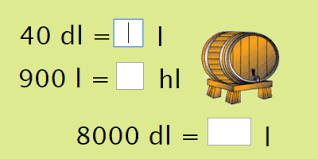 40 dl = l
900 l = hl
8000 dl = l